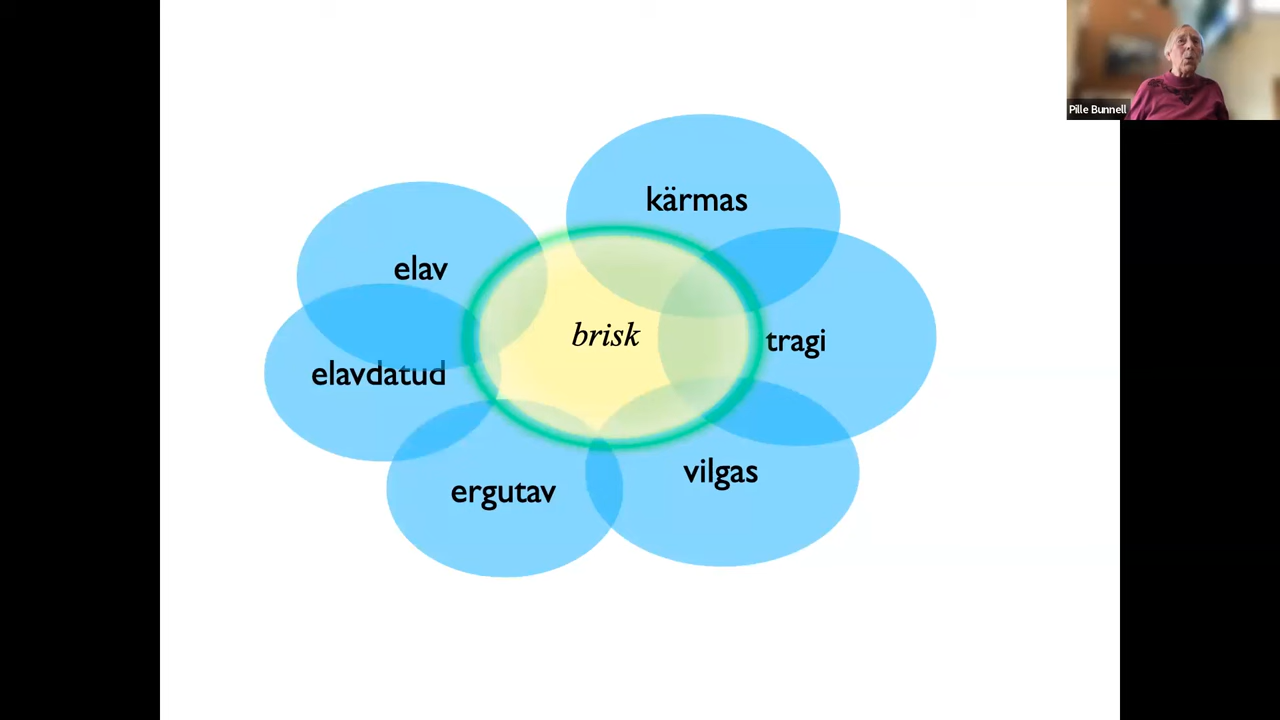 Pille Bunnell
kärmas
elav
brisk
tragi
elavdatud
vilgas
ergutav